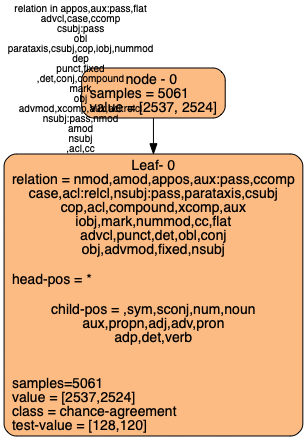 relation in appos,aux:pass,flat
advcl,case,ccomp
csubj:pass
obl
parataxis,csubj,cop,iobj,nummod
dep
punct,fixed
,det,conj,compound
mark
obj
advmod,xcomp,aux,
nsubj:pass,nmod
amod
nsubj
,acl,cc
node - 0
samples = 5061
value = [2537, 2524]
Leaf- 0
relation = nmod,amod,appos,aux:pass,ccomp
case,acl:relcl,nsubj:pass,parataxis,csubj
cop,acl,compound,xcomp,aux
iobj,mark,nummod,cc,flat
advcl,punct,det,obl,conj
obj,advmod,fixed,nsubj
head-pos = *
child-pos = ,sym,sconj,num,noun
aux,propn,adj,adv,pron
adp,det,verb
samples=5061
value = [2537,2524]
class = chance-agreement
test-value = [128,120]